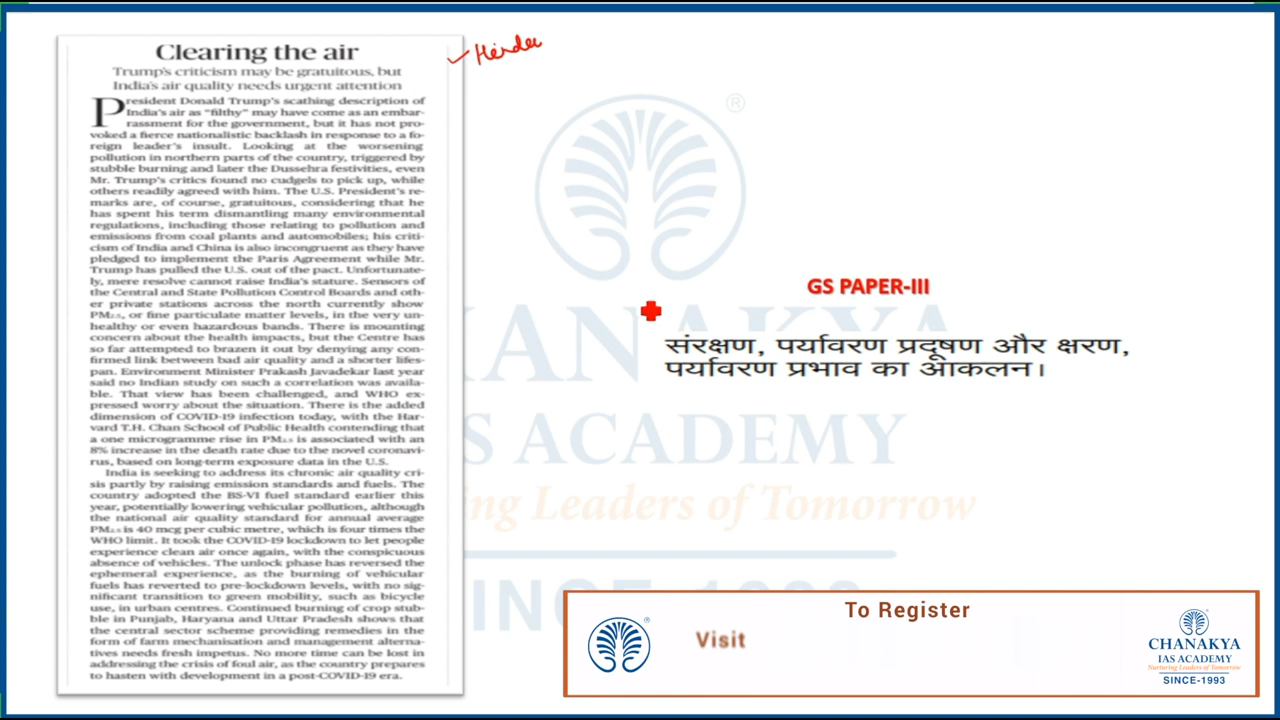 Clearing the air
Trump's criticism may be gratuitous, but
India's air quality needs urgent attention
President Donald Trump's scathing description of
India's air as "filthy" may have come as an embar-
rassment for the government, but it has not pro-
voked a fierce nationalistic backlash in response to a fo-
reign leader's insult. Looking at the worsening
pollution in northern parts of the country, triggered by
stubble burning and later the Dussehra festivities, even
Mr. Trump's critics found no cudgels to pick up, while
others readily agreed with him. The U.S. President's re-
marks are, of course, gratuitous, considering that he
has spent his term dismantling many environmental
regulations, including those relating to pollution and
emissions from coal plants and automobiles; his criti-
cism of India and China is also incongruent as they have
pledged to implement the Paris Agreement while Mr.
Trump has pulled the U.S. out of the pact. Unfortunate-
ly, mere resolve cannot raise India's stature. Sensors of
the Central and State Pollution Control Boards and oth-
er private stations across the north currently show
PM2.5, or fine particulate matter levels, in the very un-
healthy or even hazardous bands. There is mounting
concern about the health impacts, but the Centre has
so far attempted to brazen it out by denying any con-
firmed link between bad air quality and a shorter lifes-
pan. Environment Minister Prakash Javadekar last year
said no Indian study on such a correlation was availa-
ble. That view has been challenged, and WHO ex-
pressed worry about the situation. There is the added
dimension of COVID-19 infection today, with the Har-
vard T.H. Chan School of Public Health contending that
a one microgramme rise in PM2.5 is associated with an
8% increase in the death rate due to the novel coronavi-
rus, based on long-term exposure data in the U.S.
India is seeking to address its chronic air quality cri-
sis partly by raising emission standards and fuels. The
country adopted the BS-VI fuel standard earlier this
year, potentially lowering vehicular pollution, although
the national air quality standard for annual average
PM2.5 is 40 mcg per cubic metre, which is four times the
WHO limit. It took the COVID-19 lockdown to let people
experience clean air once again, with the conspicuous
absence of vehicles. The unlock phase has reversed the
ephemeral experience, as the burning of vehicular
fuels has reverted to pre-lockdown levels, with no sig-
nificant transition to green mobility, such as bicycle
use, in urban centres. Continued burning of crop stub-
ble in Punjab, Haryana and Uttar Pradesh shows that
the central sector scheme providing remedies in the
form of farm mechanisation and management alterna-
tives needs fresh impetus. No more time can be lost in
addressing the crisis of foul air, as the country prepares
to hasten with development in a post-COVID-19 era.
GS PAPER-III
संरक्षण, पर्यावरण प्रदूषण और क्षरण,
पर्यावरण प्रभाव का आकलन।
ANAKYA
S ACADEMY
ing Leaders of Tomorrow
To Register
Visit
CHANAKYA
IAS ACADEMY
Nurturing Leaders of Tomorrow
SINCE-1993